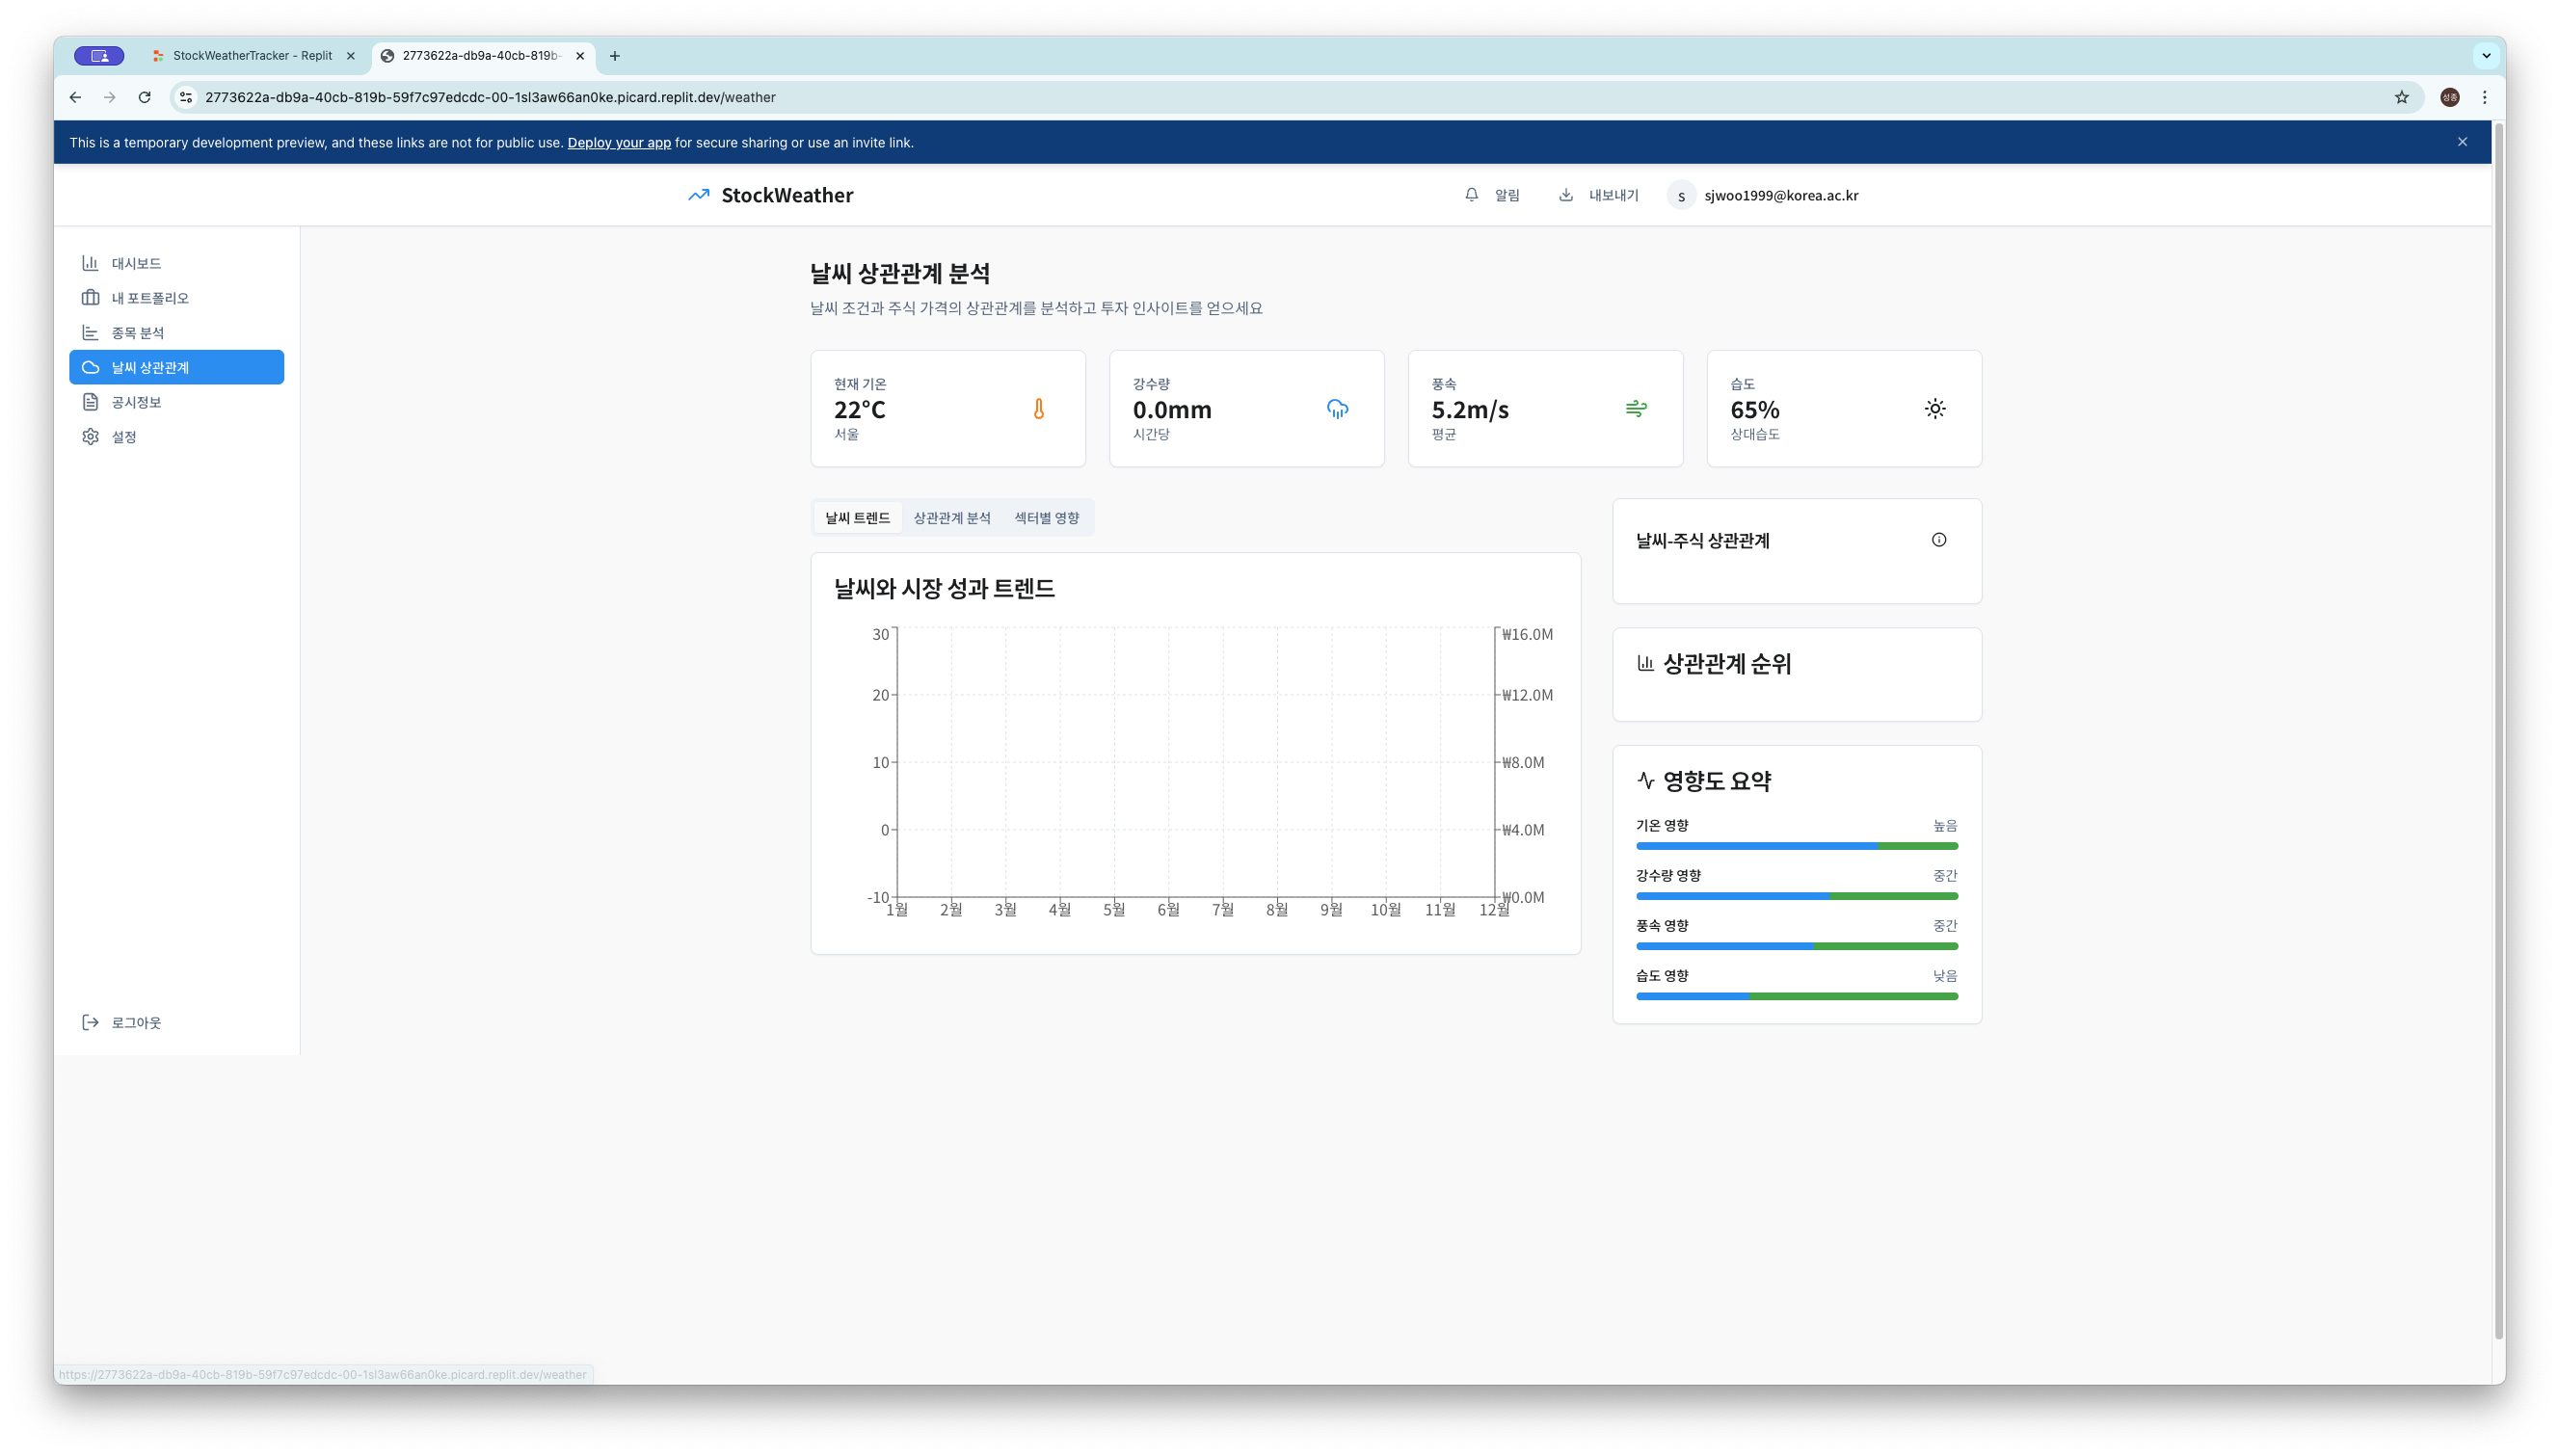 StockWeatherTracker - Replit
2773622a-db9a-40cb-819b-
2773622a-db9a-40cb-819b-59f7c97edcdc-00-1sl3aw66an0ke.picard.replit.dev/weather
성종
This is a temporary development preview, and these links are not for public use. Deploy your app for secure sharing or use an invite link.
StockWeather
알림
내보내기
s
sjwoo1999@korea.ac.kr
대시보드
내 포트폴리오
종목 분석
날씨 상관관계
공시정보
설정
로그아웃
날씨 상관관계 분석
날씨 조건과 주식 가격의 상관관계를 분석하고 투자 인사이트를 얻으세요
현재 기온
22°C
서울
강수량
0.0mm
시간당
풍속
5.2m/s
평균
습도
65%
상대습도
날씨 트렌드 상관관계 분석 섹터별 영향
날씨와 시장 성과 트렌드
30
20
10
0
-10
₩16.0M
₩12.0M
₩8.0M
₩4.0M
₩0.0M
1월 2월 3월 4월 5월 6월 7월 8월 9월 10월 11월 12월
날씨-주식 상관관계
상관관계 순위
영향도 요약
기온 영향 높음
강수량 영향 중간
풍속 영향 중간
습도 영향 낮음
https://2773622a-db9a-40cb-819b-59f7c97edcdc-00-1sl3aw66an0ke.picard.replit.dev/weather